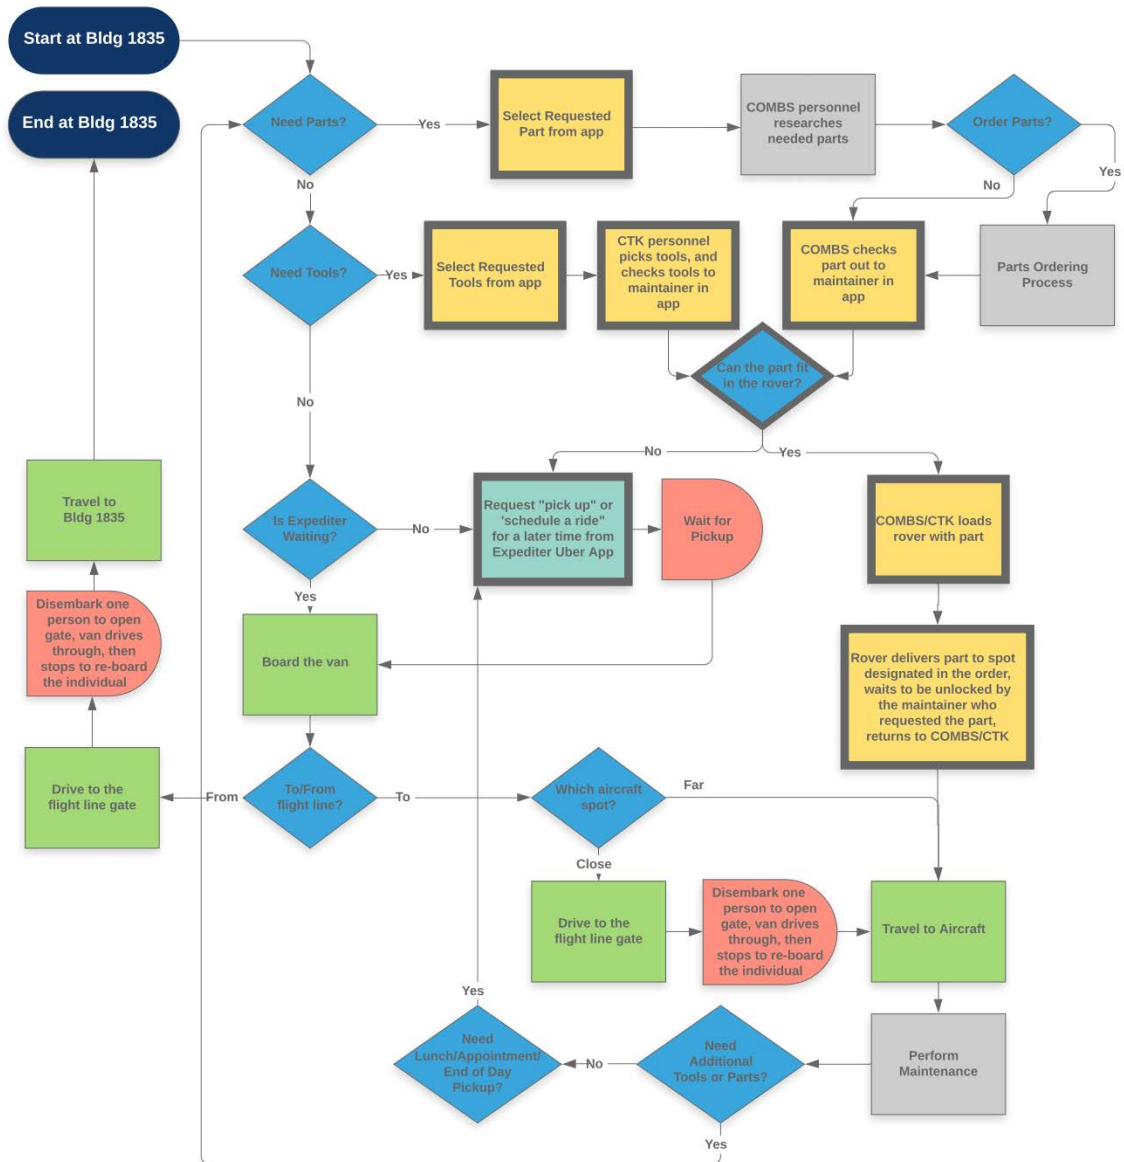 Start at Bldg 1835
End at Bldg 1835
Need Parts?
Yes
Select Requested
Part from app
COMBS personnel
researches
needed parts
Order Parts?
Yes
No
No
Need Tools?
Yes
Select Requested
Tools from app
CTK personnel
picks tools, and
checks tools to
maintainer in
app
COMBS checks
part out to
maintainer in
app
Parts Ordering
Process
Can the part fit
in the rover?
No
No
Yes
Travel to
Bldg 1835
Is Expediter
Waiting?
No
Request "pick up" or
'schedule a ride"
for a later time from
Expediter Uber App
Wait for
Pickup
COMBS/CTK loads
rover with part
Yes
Disembark one
person to open
gate, van drives
through, then
stops to re-board
the individual
Board the van
Rover delivers part to spot
designated in the order,
waits to be unlocked by
the maintainer who
requested the part,
returns to COMBS/CTK
Drive to the
flight line gate
From
To/From
flight line?
To
Which aircraft
spot?
Far
Close
Drive to the
flight line gate
Disembark one
person to open
gate, van drives
through, then
stops to re-board
the individual
Travel to Aircraft
Yes
Need
Lunch/Appointment/
End of Day
Pickup?
No
Need
Additional
Tools or Parts?
Perform
Maintenance
Yes